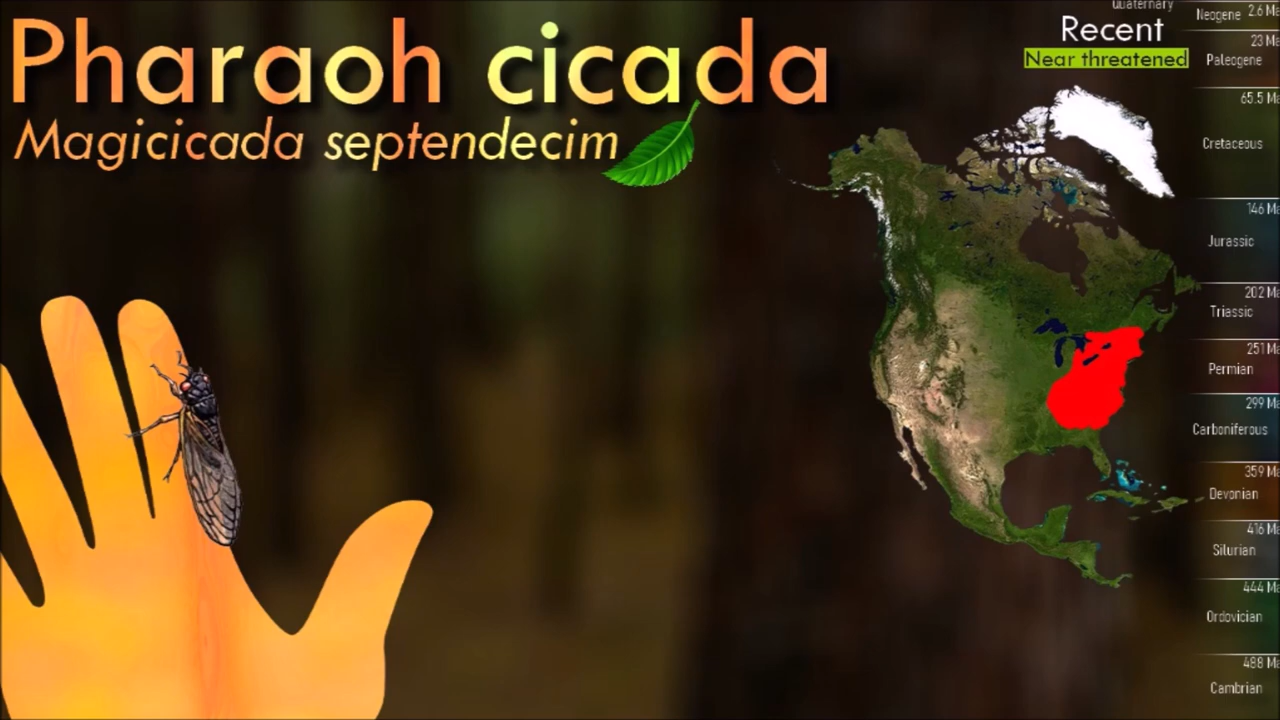 Pharaoh cicada
Magicicada septendecim
Recent
Near threatened
Quaternary
Neogene 2.6 Ma
23 Ma
Paleogene
65.5 Ma
Cretaceous
146 Ma
Jurassic
202 Ma
Triassic
251 Ma
Permian
299 Ma
Carboniferous
359 Ma
Devonian
416 Ma
Silurian
444 Ma
Ordovician
488 Ma
Cambrian